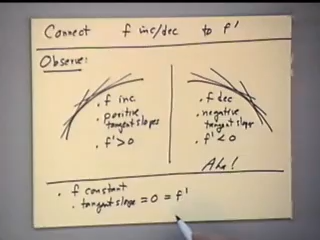 Connect f inc/dec to f'
Observe:
• f inc.
• positive
tangent slopes
• f' > 0
• f dec
• negative
tangent slopes
• f' < 0
Aha!
• f constant
• tangent slope = 0 = f'